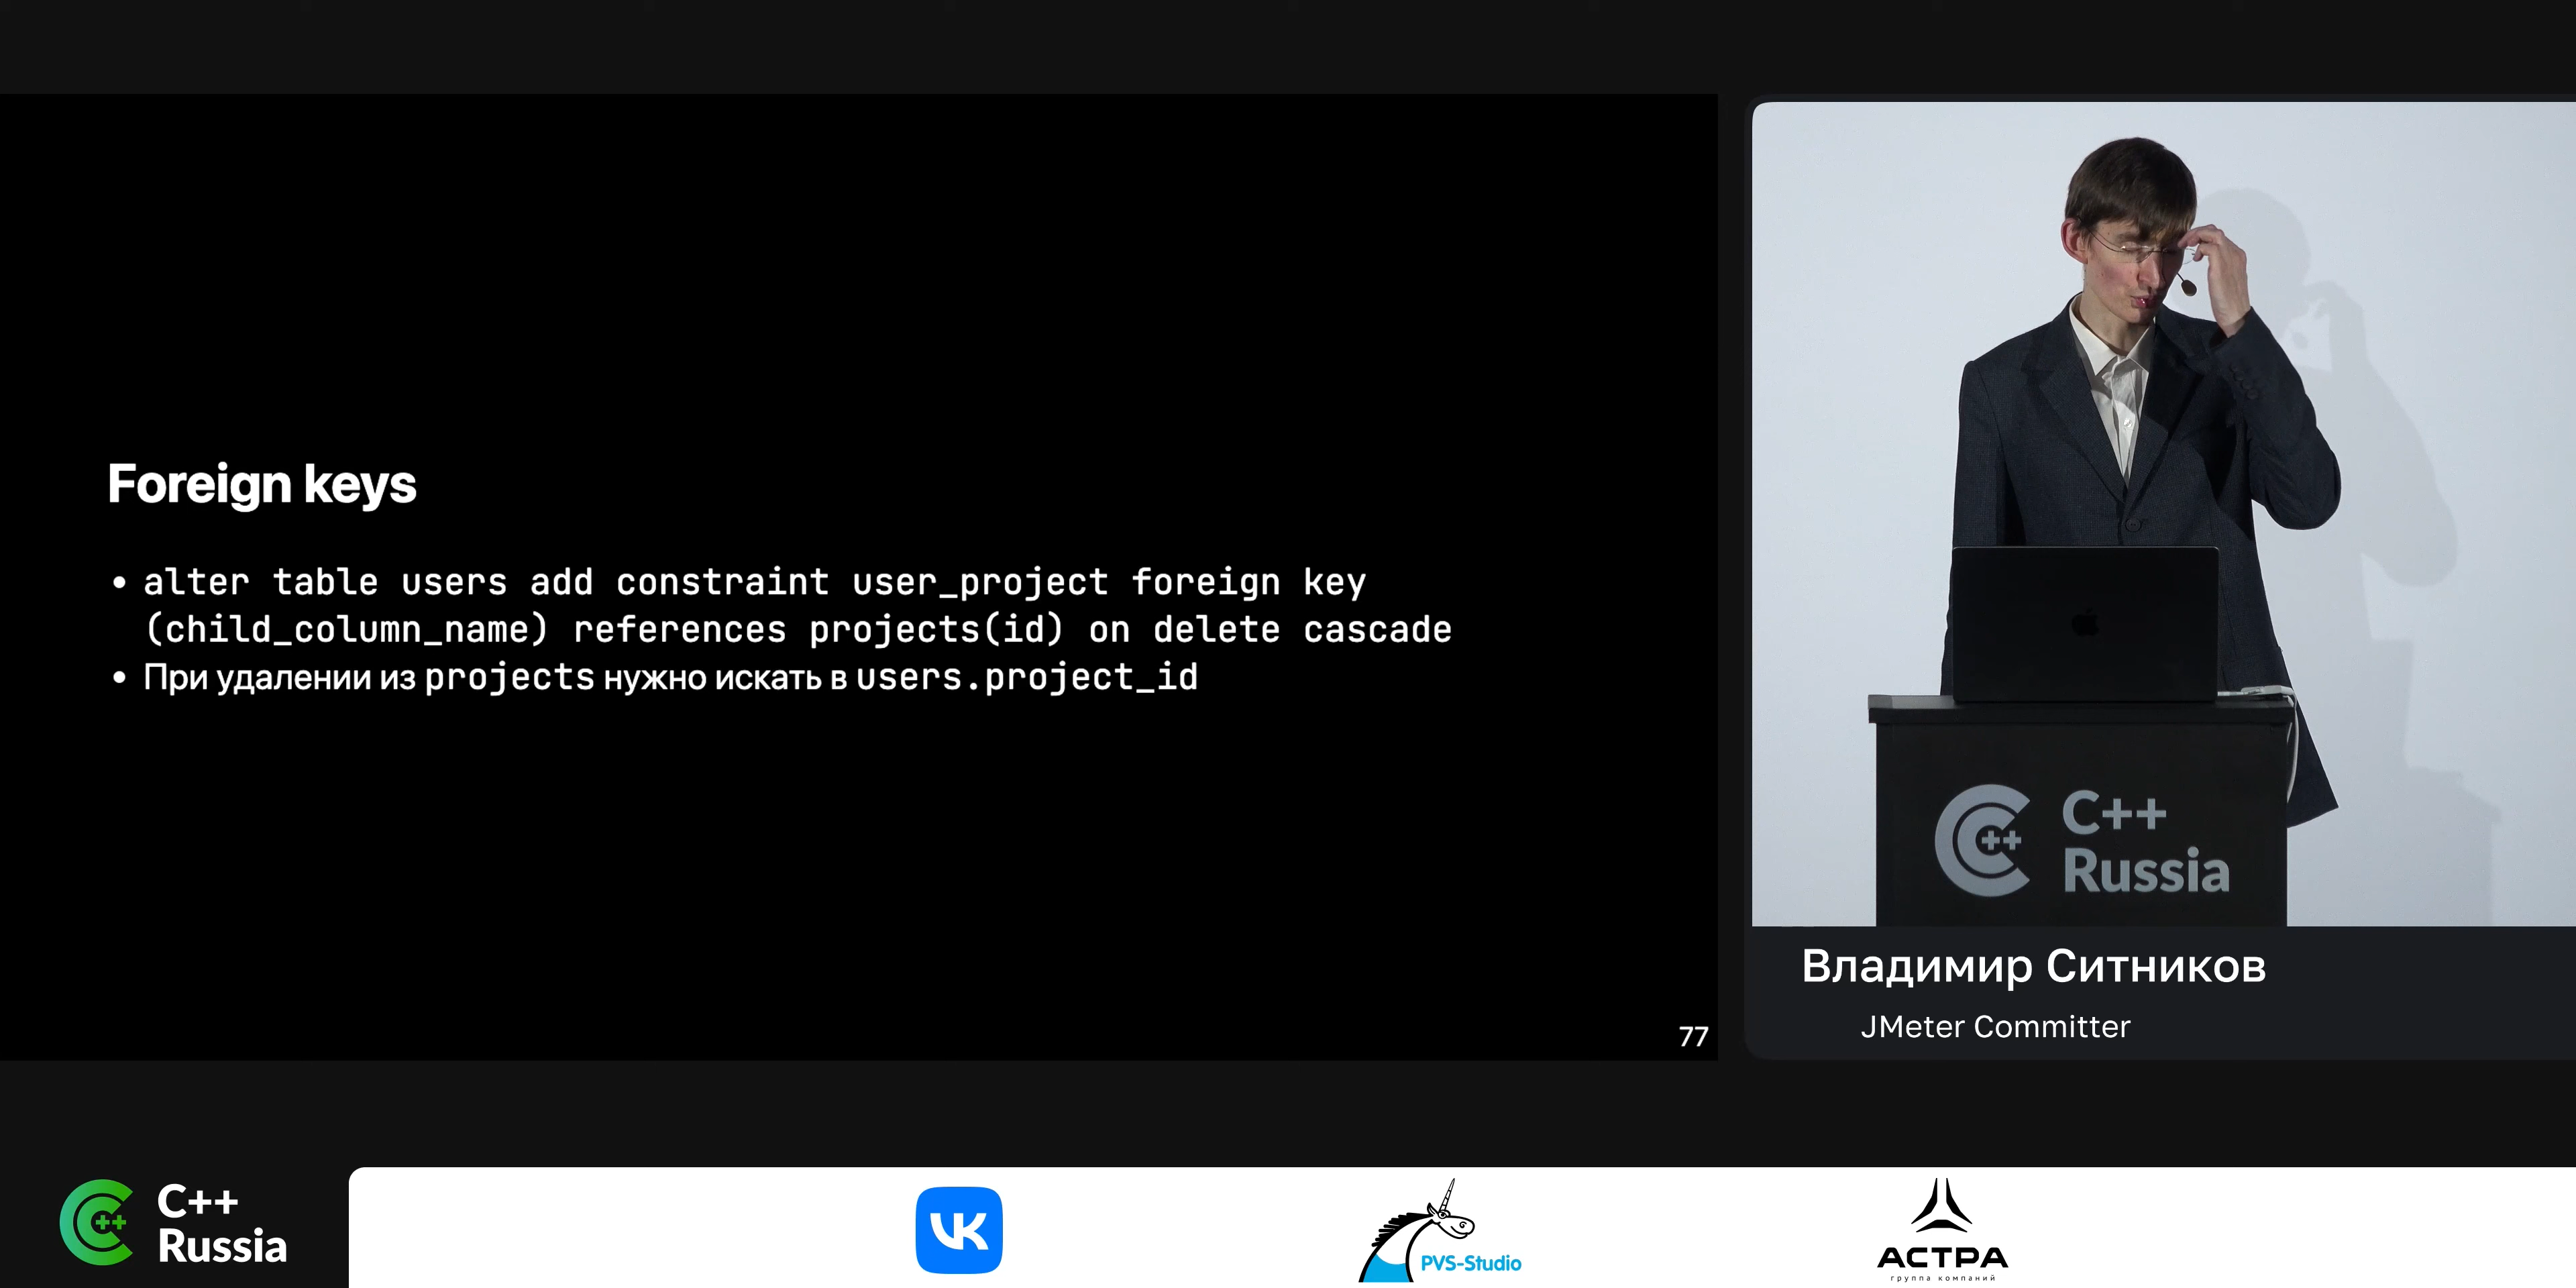 Foreign keys
• alter table users add constraint user_project foreign key
(child_column_name) references projects(id) on delete cascade
• При удалении из projects нужно искать в users.project_id
77
C++
Russia
Владимир Ситников
JMeter Committer
C++
Russia
VK
PVS-Studio
АСТРА
группа компаний